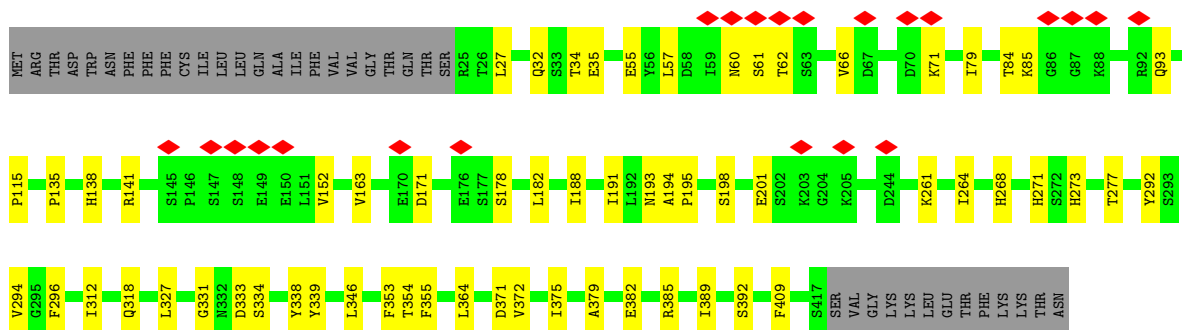 MET ARG THR ASP TRP ASN PHE PHE PHE CYS ILE LEU LEU GLN ALA ILE PHE VAL VAL GLY THR GLN THR SER R25 T26 L27 Q32 S33 T34 E35 E55 Y56 L57 D58 I59 N60 S61 T62 S63 V66 D67 D70 K71 I79 T84 K85 G86 G87 K88 R92 Q93
P115 P135 H138 R141 S145 P146 S147 S148 E149 E150 L151 V152 V163 E170 D171 E176 S177 S178 L182 I188 I191 L192 N193 A194 P195 S198 E201 S202 K203 G204 K205 D244 K261 I264 H268 H271 S272 H273 T277 Y292 S293
V294 G295 F296 I312 Q318 L327 G331 N332 D333 S334 Y338 Y339 L346 F353 T354 F355 L364 D371 V372 I375 A379 E382 R385 I389 S392 F409 S417 SER VAL GLY LYS LYS LEU GLU THR PHE LYS LYS THR ASN